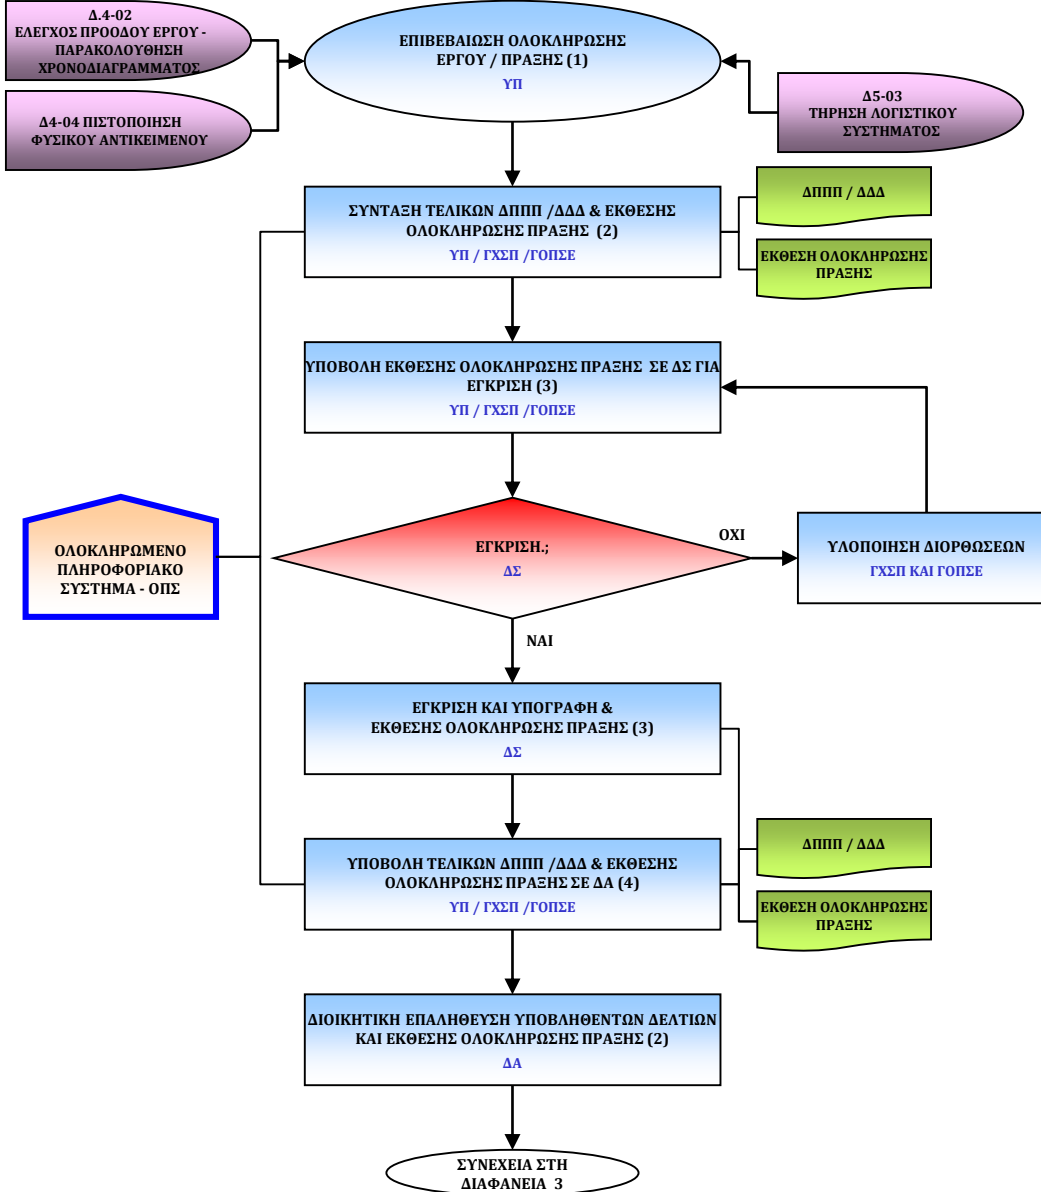 Δ.4-02
ΕΛΕΓΧΟΣ ΠΡΟΟΔΟΥ ΕΡΓΟΥ -
ΠΑΡΑΚΟΛΟΥΘΗΣΗ
ΧΡΟΝΟΔΙΑΓΡΑΜΜΑΤΟΣ
Δ4-04 ΠΙΣΤΟΠΟΙΗΣΗ
ΦΥΣΙΚΟΥ ΑΝΤΙΚΕΙΜΕΝΟΥ
ΕΠΙΒΕΒΑΙΩΣΗ ΟΛΟΚΛΗΡΩΣΗΣ
ΕΡΓΟΥ / ΠΡΑΞΗΣ (1)
ΥΠ
Δ5-03
ΤΗΡΗΣΗ ΛΟΓΙΣΤΙΚΟΥ
ΣΥΣΤΗΜΑΤΟΣ
ΣΥΝΤΑΞΗ ΤΕΛΙΚΩΝ ΔΠΠΠ /ΔΔΔ & ΕΚΘΕΣΗΣ
ΟΛΟΚΛΗΡΩΣΗΣ ΠΡΑΞΗΣ (2)
ΥΠ / ΓΧΣΠ /ΓΟΠΣΕ
ΔΠΠΠ / ΔΔΔ
ΕΚΘΕΣΗ ΟΛΟΚΛΗΡΩΣΗΣ
ΠΡΑΞΗΣ
ΥΠΟΒΟΛΗ ΕΚΘΕΣΗΣ ΟΛΟΚΛΗΡΩΣΗΣ ΠΡΑΞΗΣ ΣΕ ΔΣ ΓΙΑ
ΕΓΚΡΙΣΗ (3)
ΥΠ / ΓΧΣΠ /ΓΟΠΣΕ
ΟΛΟΚΛΗΡΩΜΕΝΟ
ΠΛΗΡΟΦΟΡΙΑΚΟ
ΣΥΣΤΗΜΑ - ΟΠΣ
ΕΓΚΡΙΣΗ.;
ΔΣ
ΟΧΙ
ΥΛΟΠΟΙΗΣΗ ΔΙΟΡΘΩΣΕΩΝ
ΓΧΣΠ ΚΑΙ ΓΟΠΣΕ
ΝΑΙ
ΕΓΚΡΙΣΗ ΚΑΙ ΥΠΟΓΡΑΦΗ &
ΕΚΘΕΣΗΣ ΟΛΟΚΛΗΡΩΣΗΣ ΠΡΑΞΗΣ (3)
ΔΣ
ΥΠΟΒΟΛΗ ΤΕΛΙΚΩΝ ΔΠΠΠ /ΔΔΔ & ΕΚΘΕΣΗΣ
ΟΛΟΚΛΗΡΩΣΗΣ ΠΡΑΞΗΣ ΣΕ ΔΑ (4)
ΥΠ / ΓΧΣΠ /ΓΟΠΣΕ
ΔΠΠΠ / ΔΔΔ
ΕΚΘΕΣΗ ΟΛΟΚΛΗΡΩΣΗΣ
ΠΡΑΞΗΣ
ΔΙΟΙΚΗΤΙΚΗ ΕΠΑΛΗΘΕΥΣΗ ΥΠΟΒΛΗΘΕΝΤΩΝ ΔΕΛΤΙΩΝ
ΚΑΙ ΕΚΘΕΣΗΣ ΟΛΟΚΛΗΡΩΣΗΣ ΠΡΑΞΗΣ (2)
ΔΑ
ΣΥΝΕΧΕΙΑ ΣΤΗ
ΔΙΑΦΑΝΕΙΑ 3